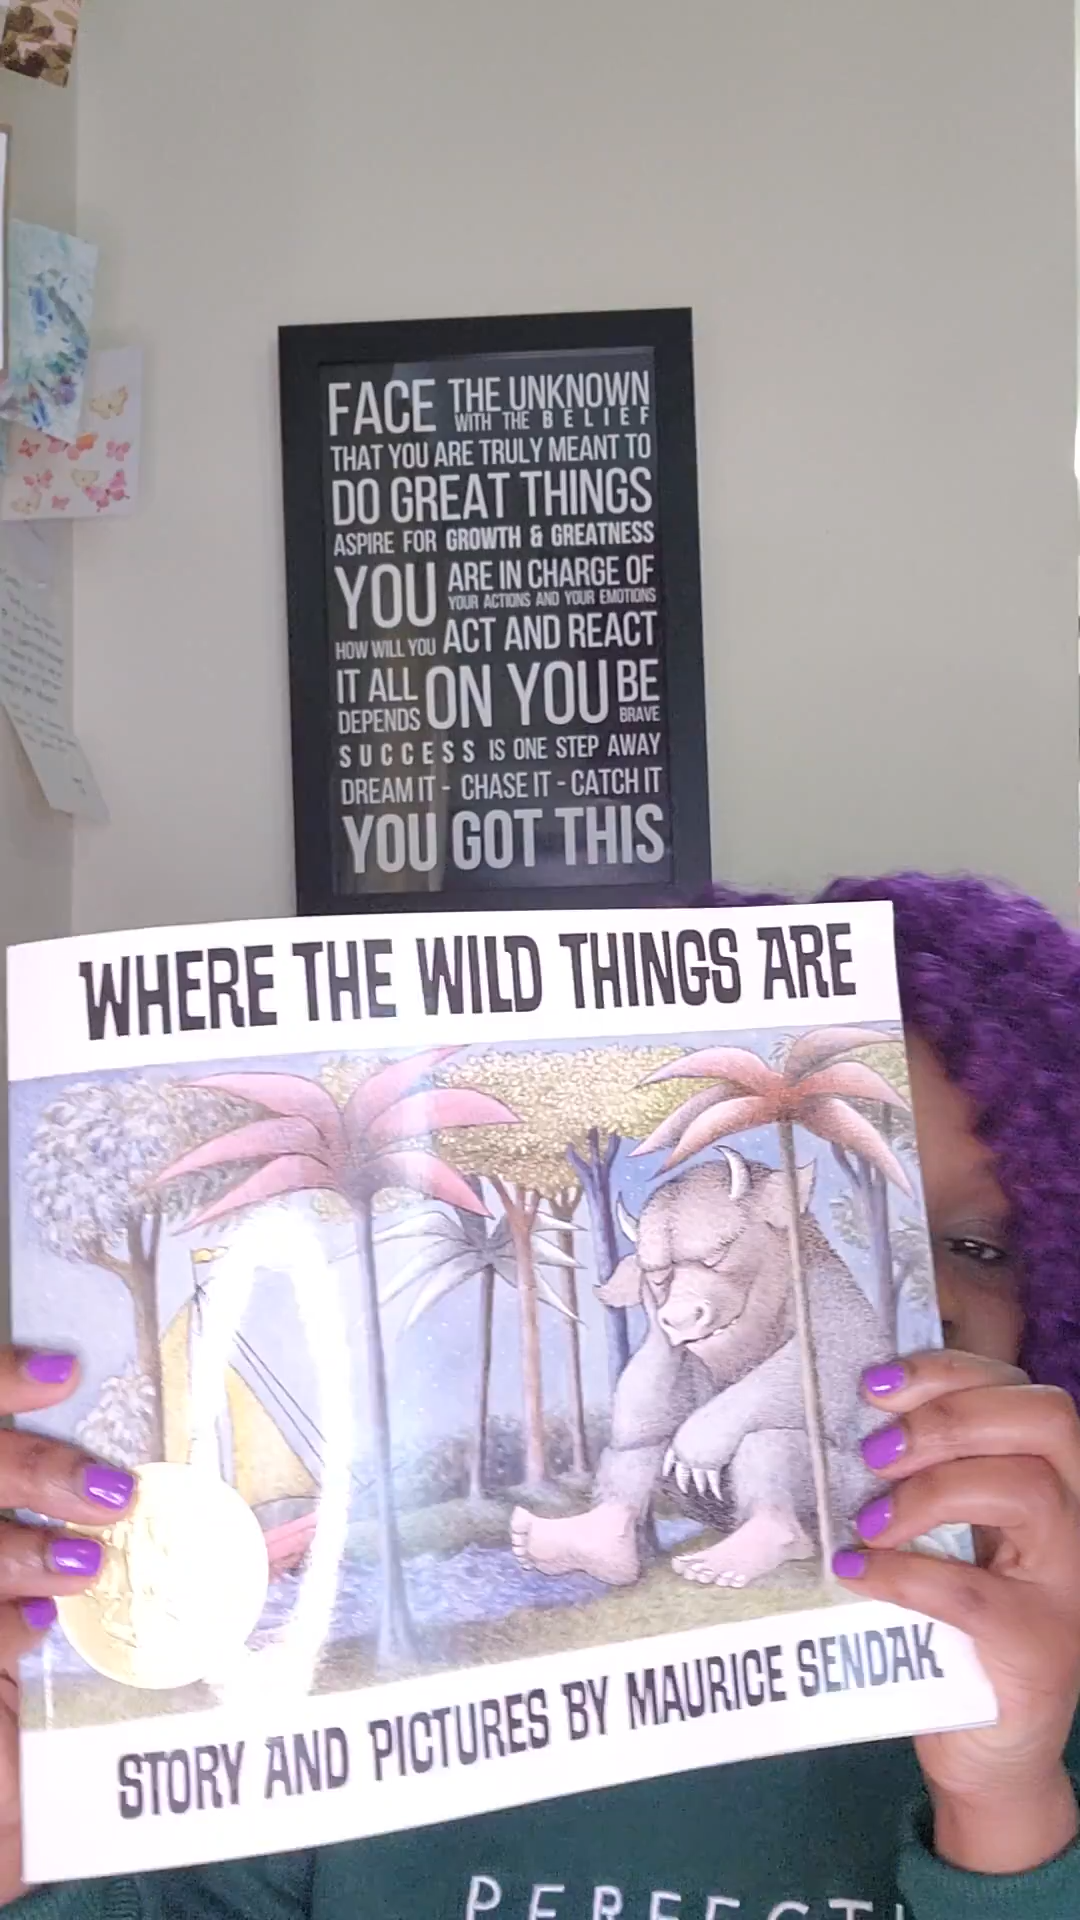 FACE THE UNKNOWN
WITH THE BELIEF
THAT YOU ARE TRULY MEANT TO
DO GREAT THINGS
ASPIRE FOR GROWTH & GREATNESS
YOU ARE IN CHARGE OF
YOUR ACTIONS AND YOUR EMOTIONS
HOW WILL YOU ACT AND REACT
IT ALL DEPENDS ON YOU BE BRAVE
SUCCESS IS ONE STEP AWAY
DREAM IT - CHASE IT - CATCH IT
YOU GOT THIS
WHERE THE WILD THINGS ARE
STORY AND PICTURES BY MAURICE SENDAK